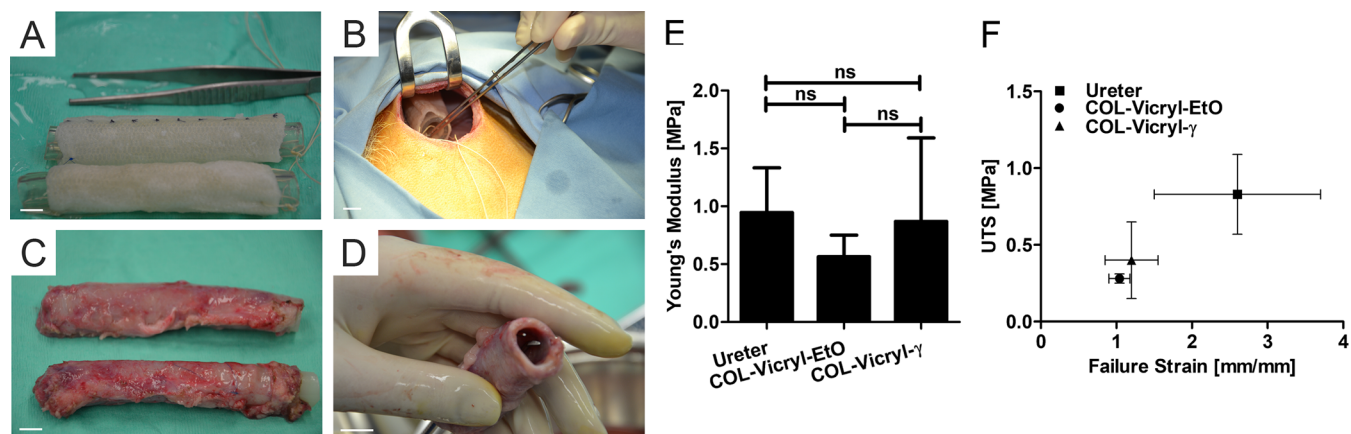 A
B
C
D
E
ns
ns
ns
Young's Modulus [MPa]
2.0
1.5
1.0
0.5
0.0
Ureter
COL-Vicryl-EtO
COL-Vicryl-γ
F
Ureter
COL-Vicryl-EtO
COL-Vicryl-γ
UTS [MPa]
1.5
1.0
0.5
0.0
0 1 2 3 4
Failure Strain [mm/mm]